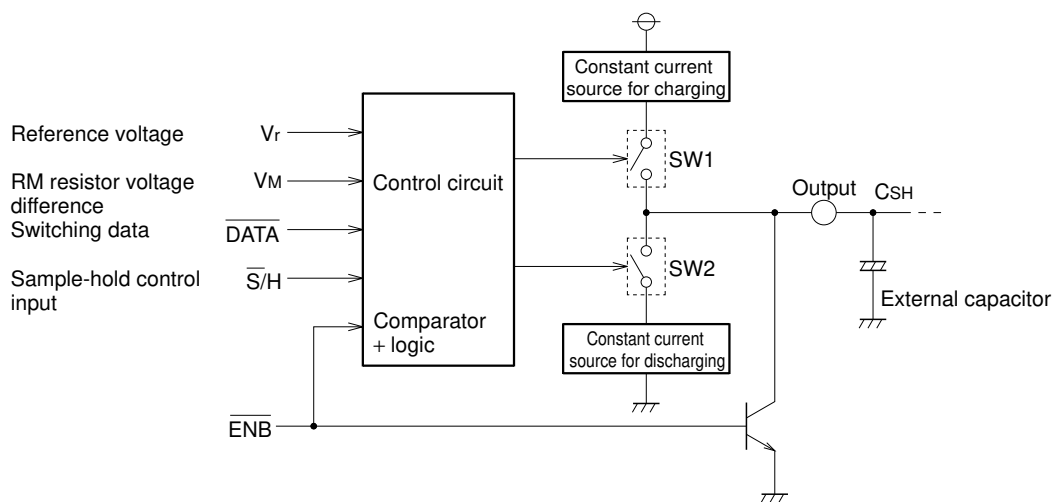 Constant current
source for charging
Reference voltage
Vr
SW1
RM resistor voltage
difference
VM
Control circuit
Output
CSH
Switching data
DATA
Sample-hold control
input
S/H
SW2
External capacitor
Comparator
+ logic
Constant current
source for discharging
ENB